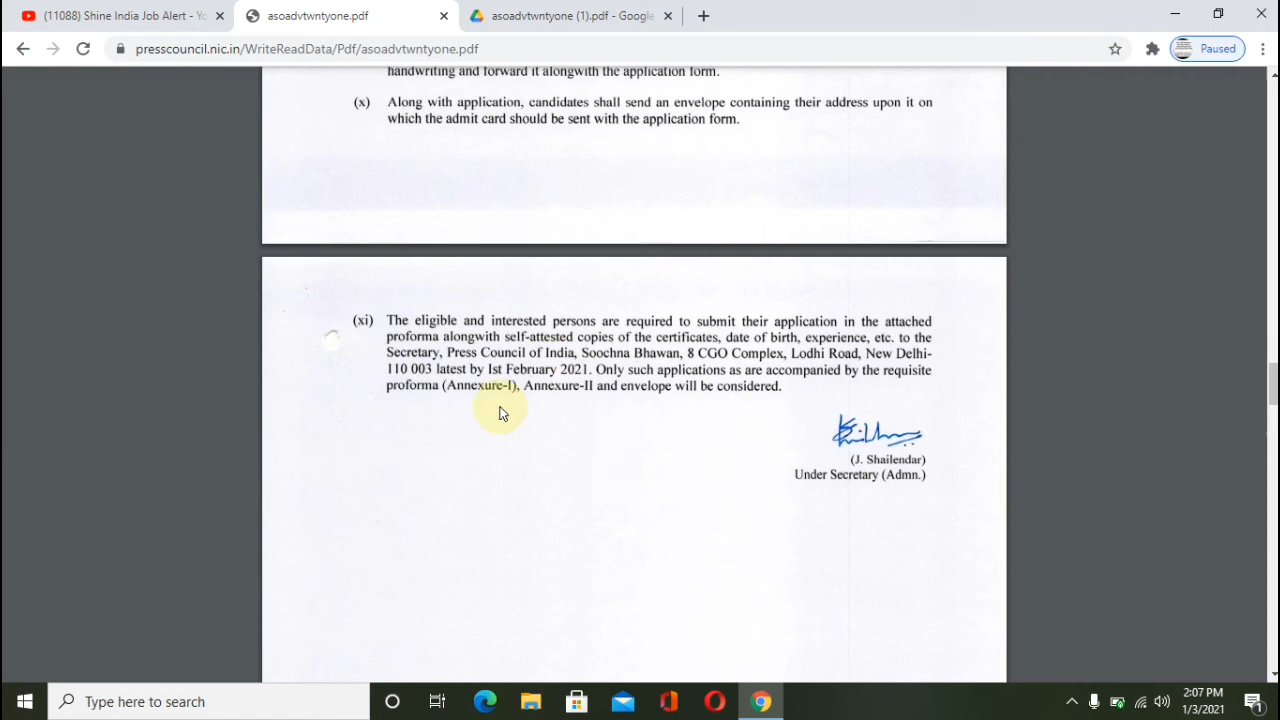 (11088) Shine India Job Alert - Yo
asoadvtwntyone.pdf
asoadvtwntyone (1).pdf - Google
presscouncil.nic.in/WriteReadData/Pdf/asoadvtwntyone.pdf
Paused
handwriting and forward it alongwith the application form.
(x) Along with application, candidates shall send an envelope containing their address upon it on
which the admit card should be sent with the application form.
(xi) The eligible and interested persons are required to submit their application in the attached
proforma alongwith self-attested copies of the certificates, date of birth, experience, etc. to the
Secretary, Press Council of India, Soochna Bhawan, 8 CGO Complex, Lodhi Road, New Delhi-
110 003 latest by 1st February 2021. Only such applications as are accompanied by the requisite
proforma (Annexure-I), Annexure-II and envelope will be considered.
(J. Shailendar)
Under Secretary (Admn.)
Type here to search
2:07 PM
1/3/2021
1